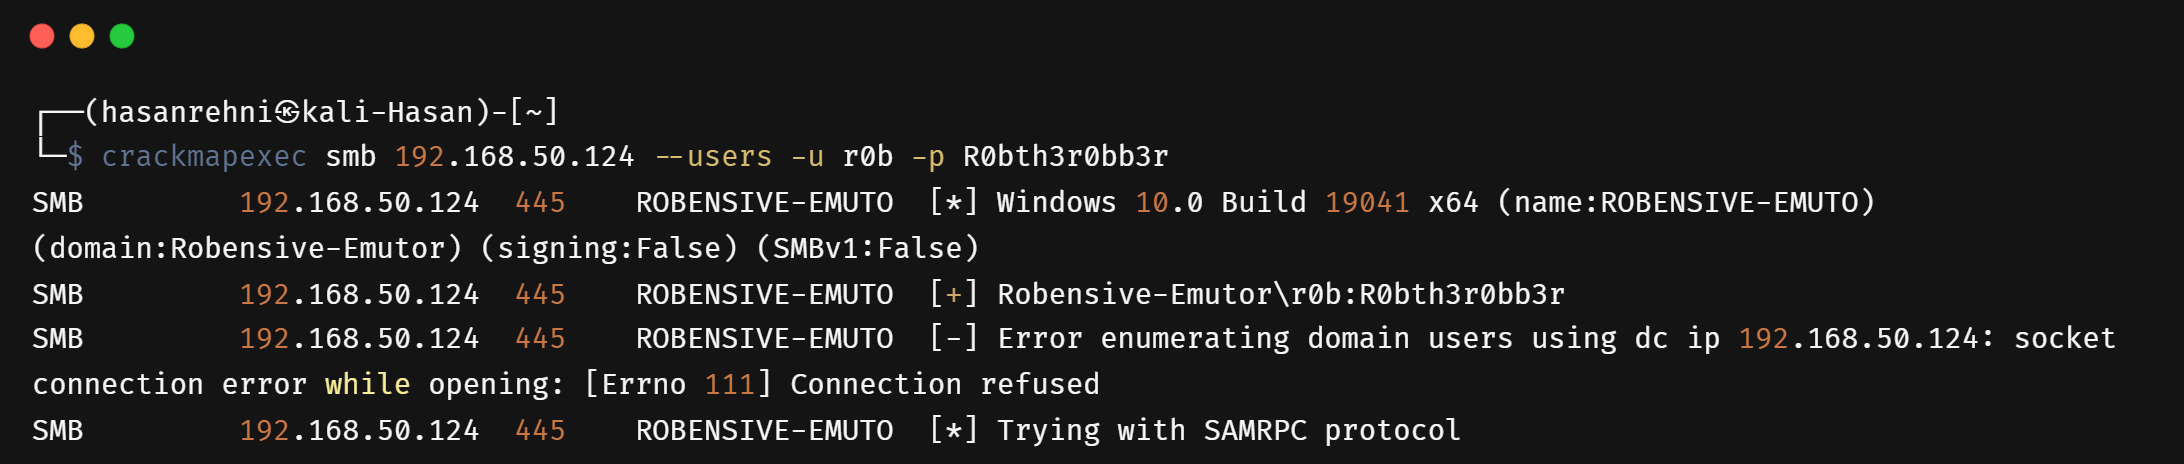 ┌──(hasanrehni㉿kali-Hasan)-[~]
└─$ crackmapexec smb 192.168.50.124 --users -u r0b -p R0bth3r0bb3r
SMB         192.168.50.124  445    ROBENSIVE-EMUTO  [*] Windows 10.0 Build 19041 x64 (name:ROBENSIVE-EMUTO)
(domain:Robensive-Emutor) (signing:False) (SMBv1:False)
SMB         192.168.50.124  445    ROBENSIVE-EMUTO  [+] Robensive-Emutor\r0b:R0bth3r0bb3r
SMB         192.168.50.124  445    ROBENSIVE-EMUTO  [-] Error enumerating domain users using dc ip 192.168.50.124: socket
connection error while opening: [Errno 111] Connection refused
SMB         192.168.50.124  445    ROBENSIVE-EMUTO  [*] Trying with SAMRPC protocol